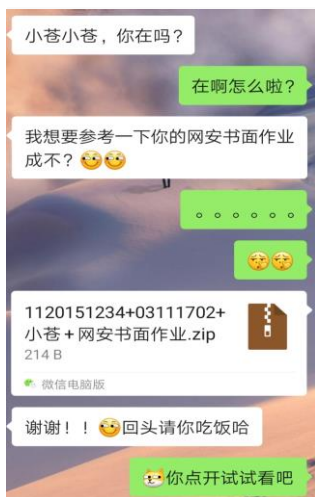 小苍小苍，你在吗？
在啊怎么啦？
我想要参考一下你的网安书面作业
成不？
。。。。。。
1120151234+03111702+
小苍+网安书面作业.zip
214 B
微信电脑版
谢谢！！回头请你吃饭哈
你点开试试看吧